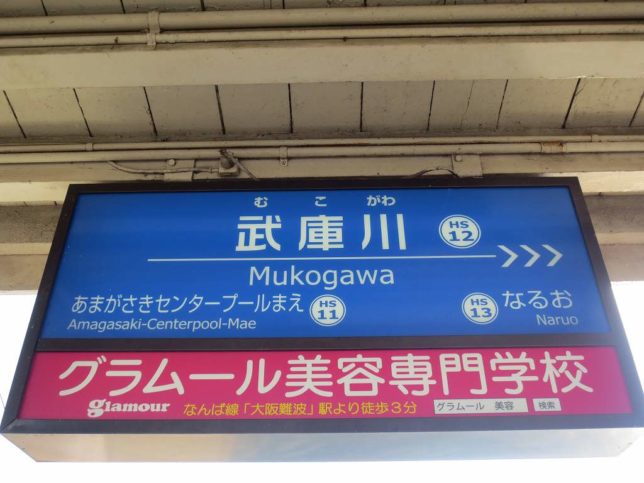 むこがわ
武庫川 HS 12
Mukogawa
あまがさきセンタープールまえ HS 11 HS 13 なるお
Amagasaki-Centerpool-Mae Naruo
グラムール美容専門学校
glamour なんば線「大阪難波」駅より徒歩3分 グラムール 美容 検索